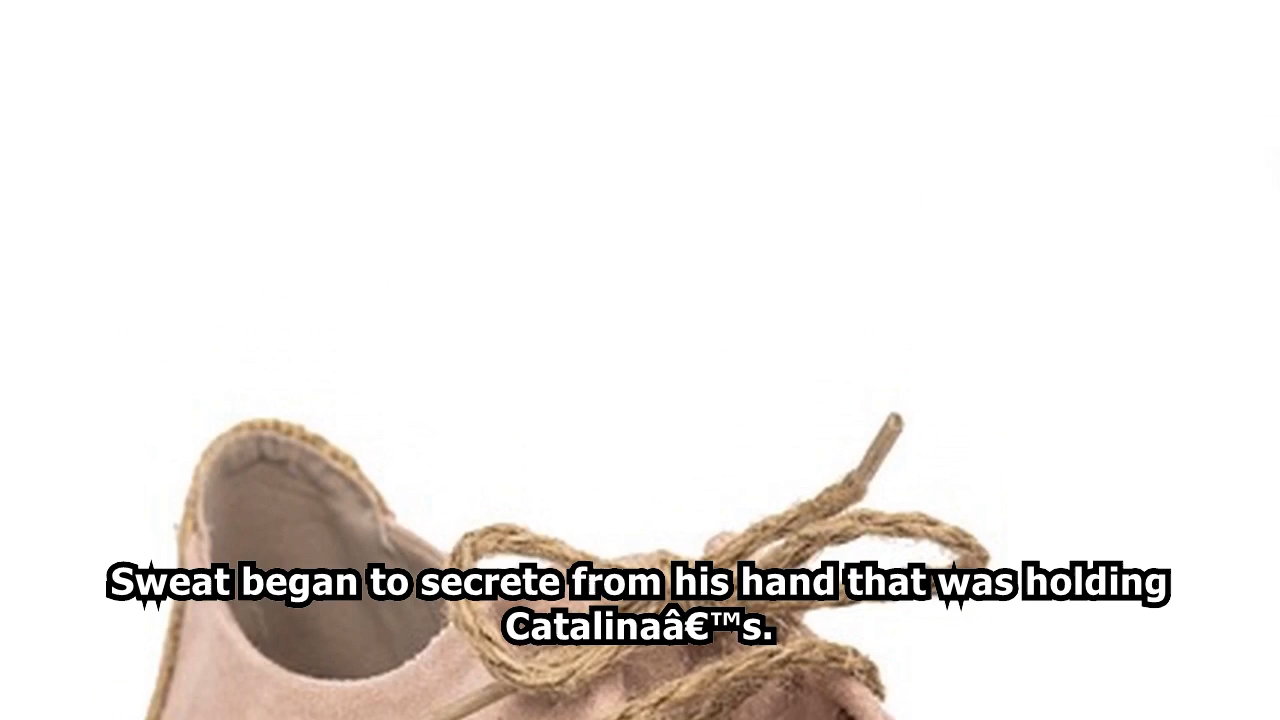 Sweat began to secrete from his hand that was holding
Catalinaâ€™s.